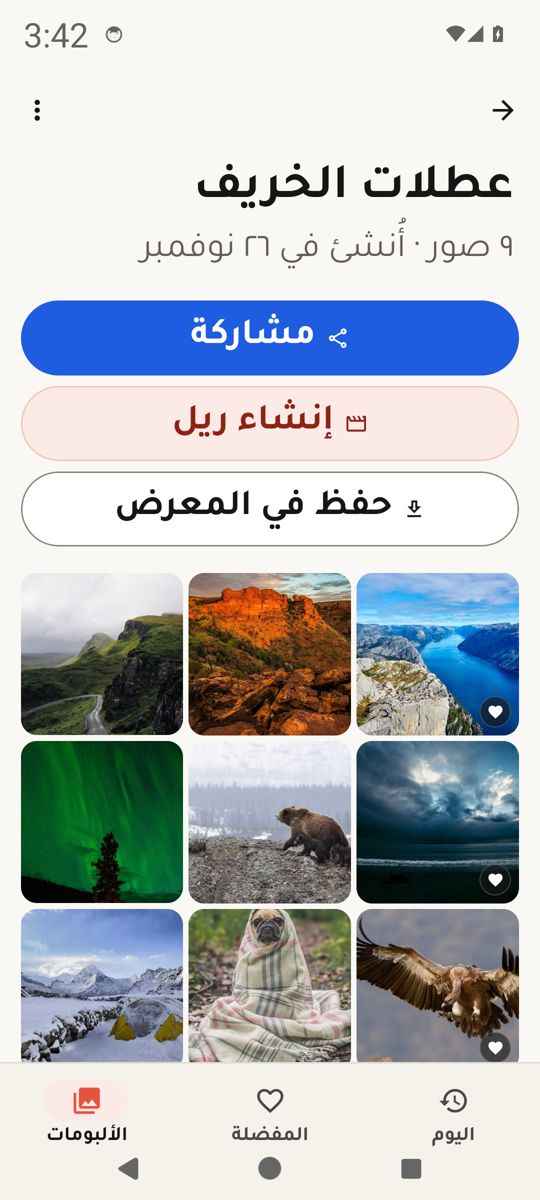 3:42
عطلات الخريف
٩ صور · أُنشئ في ٢٦ نوفمبر
مشاركة
إنشاء ريل
حفظ في المعرض
اليوم
المفضلة
الألبومات